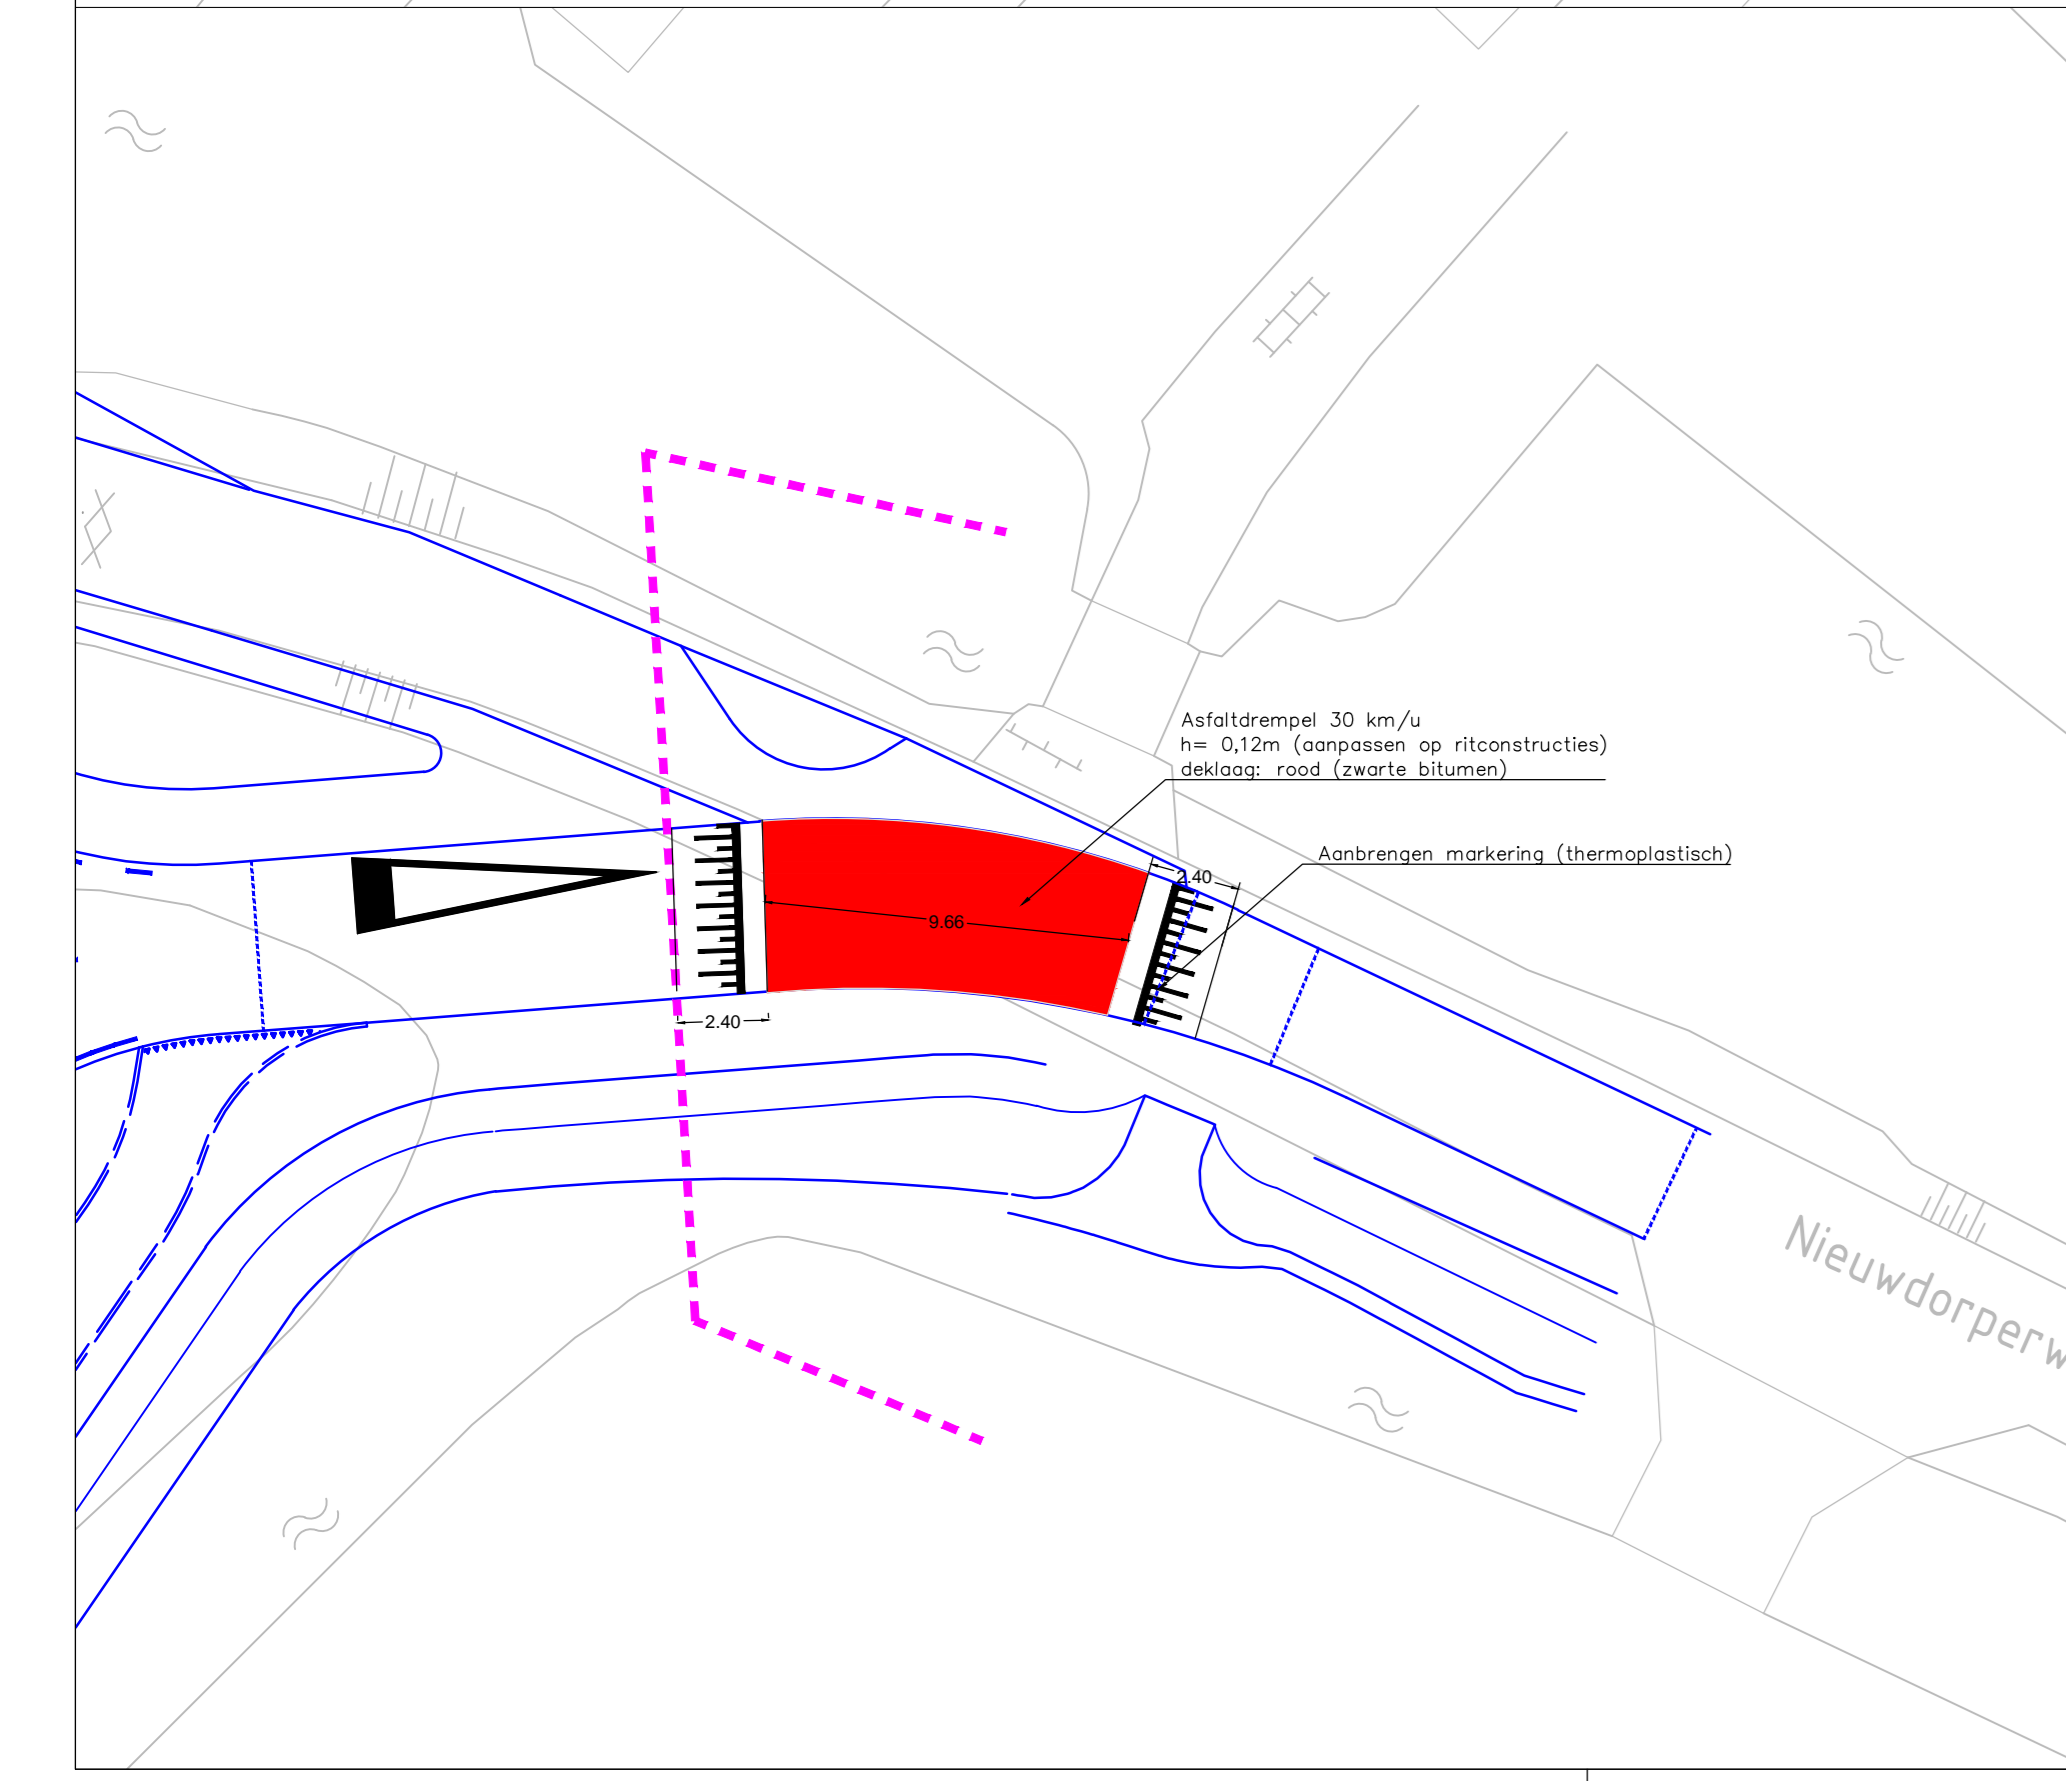 Asfaltdrempel 30 km/u
h= 0,12m (aanpassen op ritconstructies)
deklaag: rood (zwarte bitumen)
Aanbrengen markering (thermoplastisch)
2.40
9.66
2.40
Nieuwdorperw